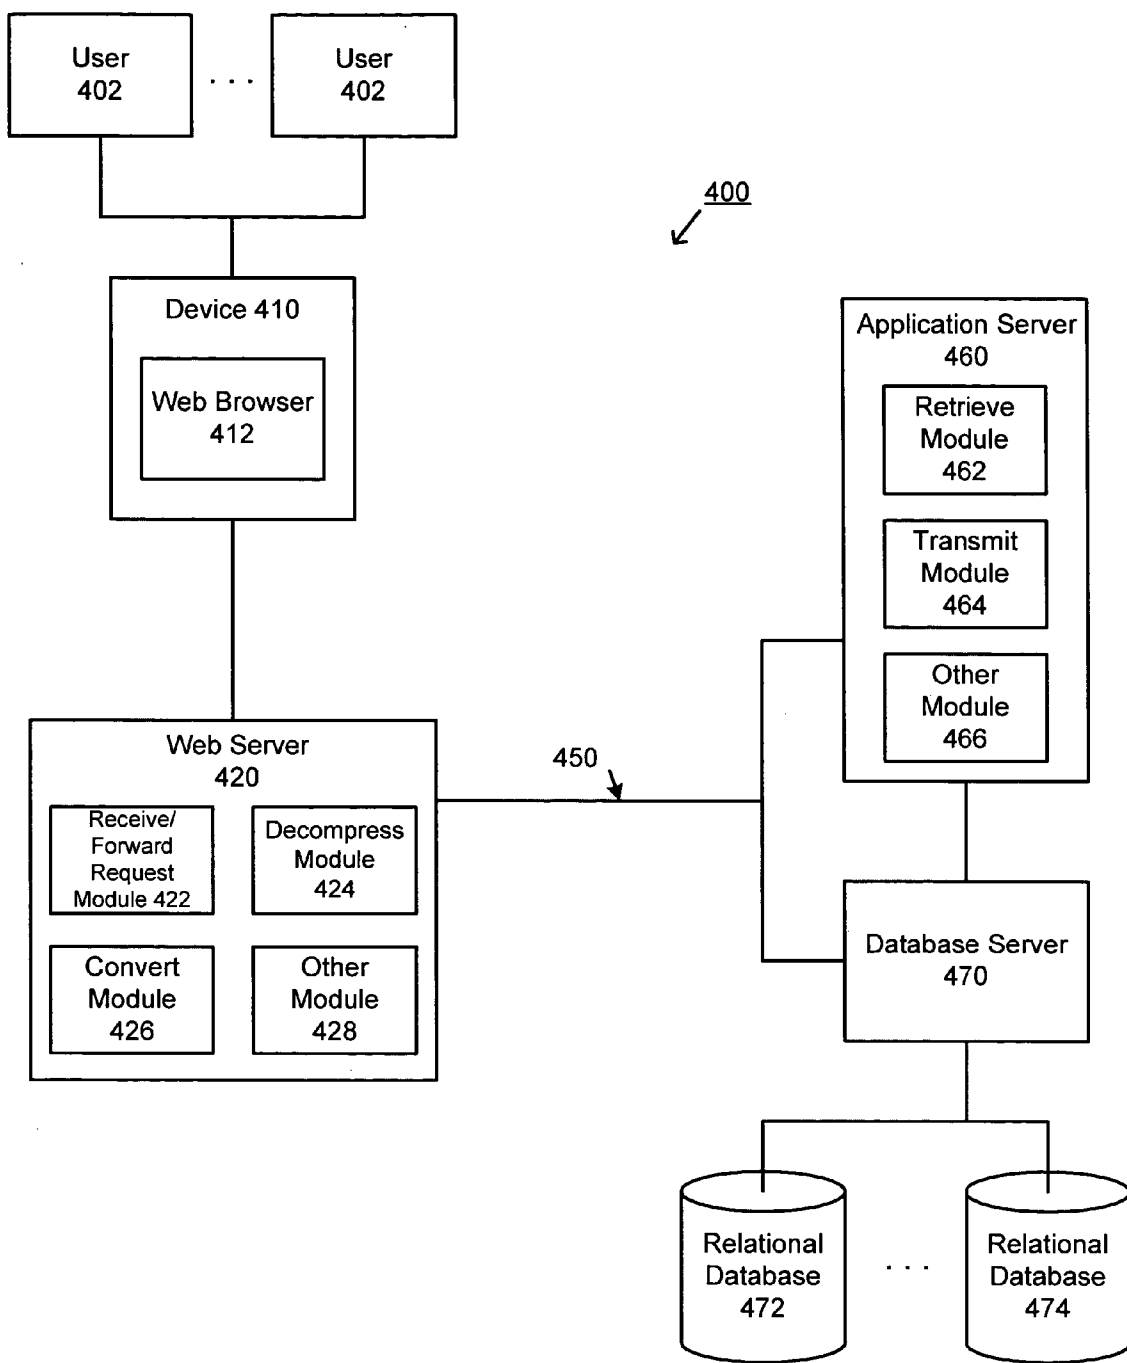 User
402
. . .
User
402
400
Device 410
Web Browser
412
Application Server
460
Retrieve
Module
462
Transmit
Module
464
Other
Module
466
Web Server
420
Receive/
Forward
Request
Module 422
Decompress
Module
424
Convert
Module
426
Other
Module
428
450
Database Server
470
Relational
Database
472
. . .
Relational
Database
474